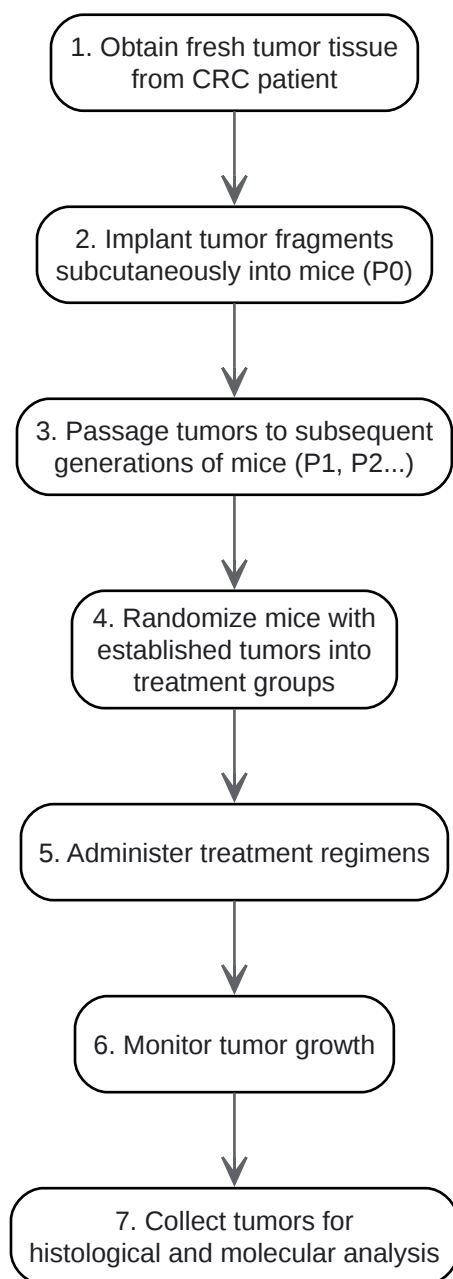 1. Obtain fresh tumor tissue
from CRC patient
2. Implant tumor fragments
subcutaneously into mice (P0)
3. Passage tumors to subsequent
generations of mice (P1, P2...)
4. Randomize mice with
established tumors into
treatment groups
5. Administer treatment regimens
6. Monitor tumor growth
7. Collect tumors for
histological and molecular analysis